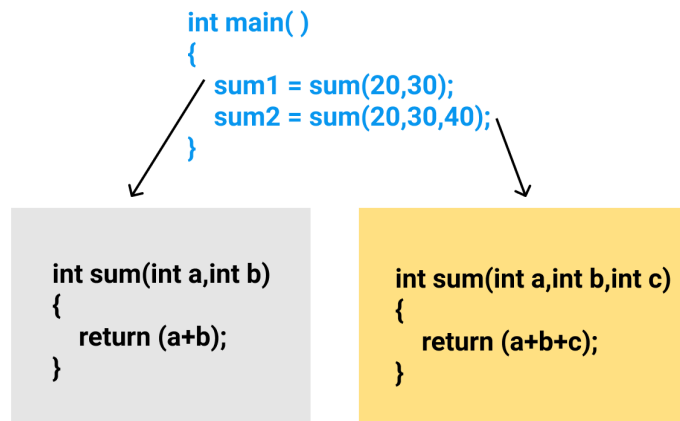 int main( )
{
sum1 = sum(20,30);
sum2 = sum(20,30,40);
}
int sum(int a,int b)
{
return (a+b);
}
int sum(int a,int b,int c)
{
return (a+b+c);
}